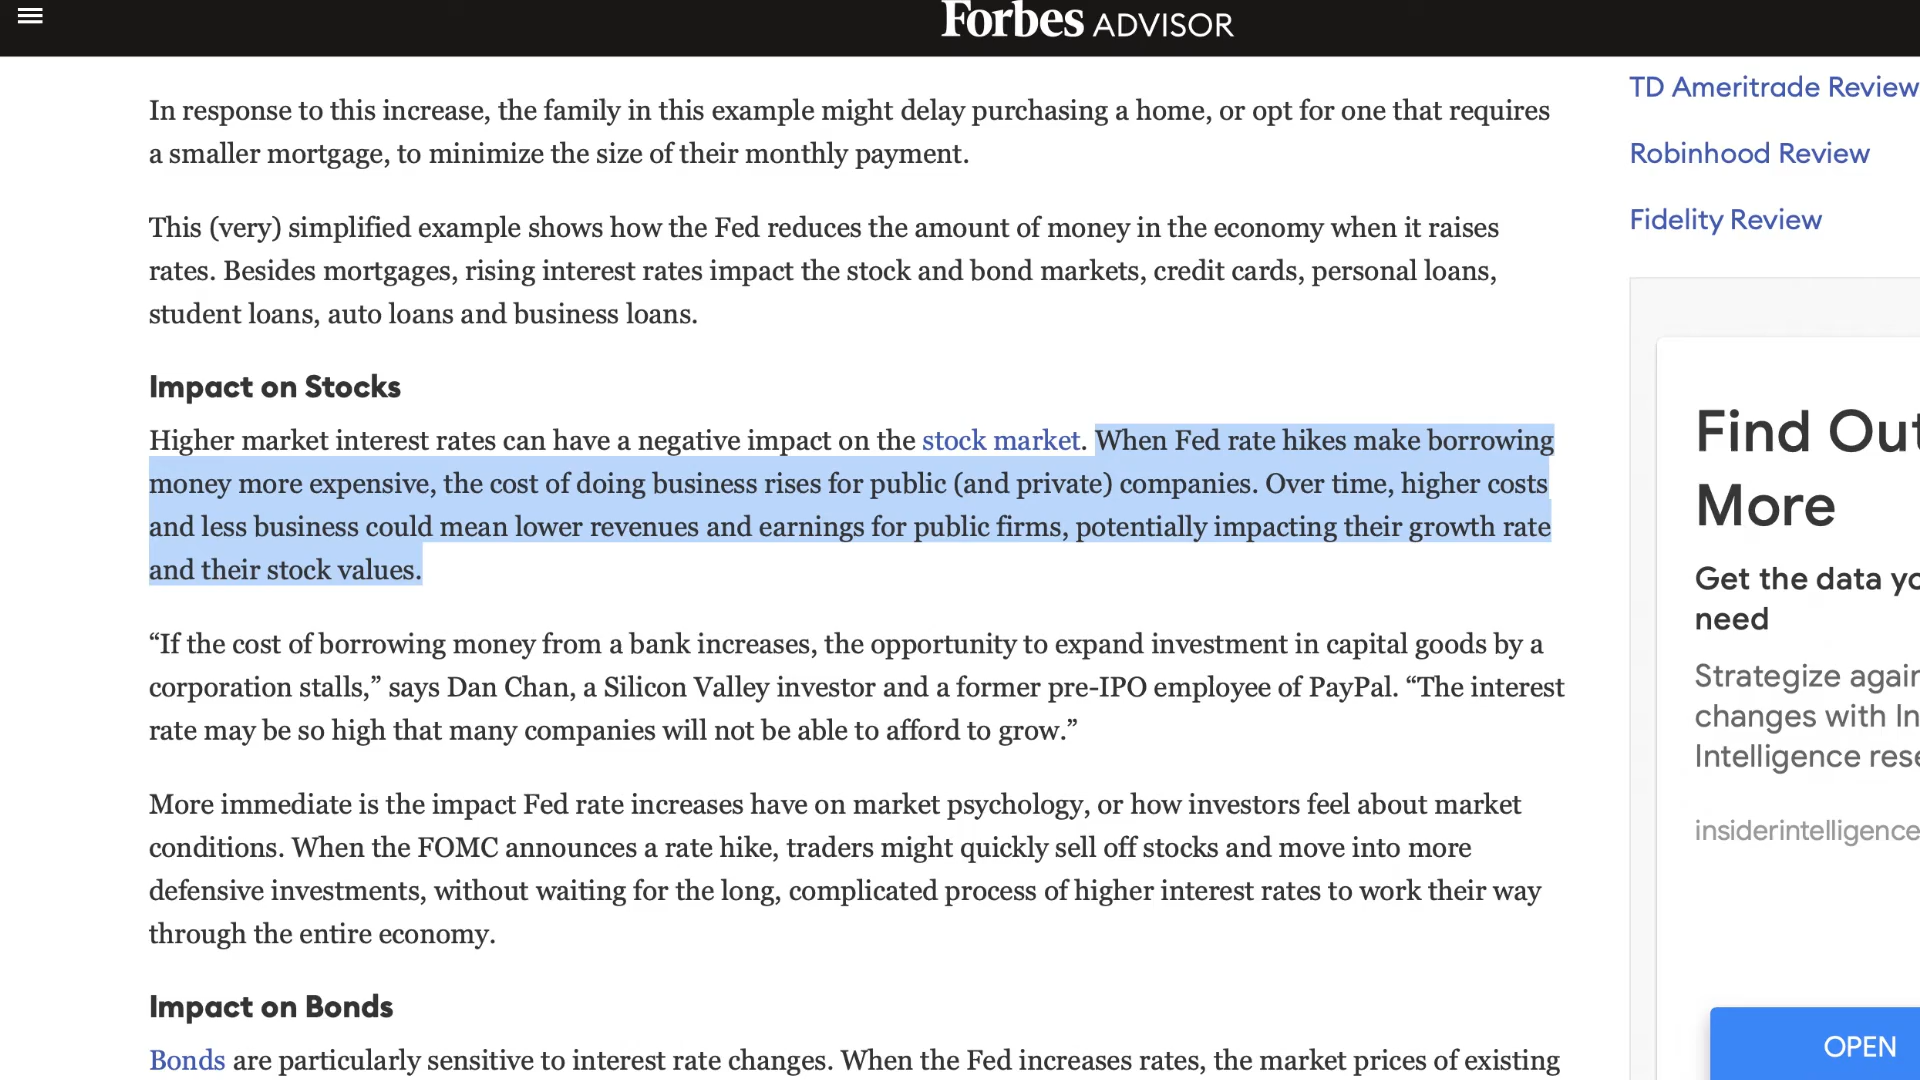 Forbes ADVISOR
In response to this increase, the family in this example might delay purchasing a home, or opt for one that requires
a smaller mortgage, to minimize the size of their monthly payment.
This (very) simplified example shows how the Fed reduces the amount of money in the economy when it raises
rates. Besides mortgages, rising interest rates impact the stock and bond markets, credit cards, personal loans,
student loans, auto loans and business loans.
Impact on Stocks
Higher market interest rates can have a negative impact on the stock market. When Fed rate hikes make borrowing
money more expensive, the cost of doing business rises for public (and private) companies. Over time, higher costs
and less business could mean lower revenues and earnings for public firms, potentially impacting their growth rate
and their stock values.
“If the cost of borrowing money from a bank increases, the opportunity to expand investment in capital goods by a
corporation stalls,” says Dan Chan, a Silicon Valley investor and a former pre-IPO employee of PayPal. “The interest
rate may be so high that many companies will not be able to afford to grow.”
More immediate is the impact Fed rate increases have on market psychology, or how investors feel about market
conditions. When the FOMC announces a rate hike, traders might quickly sell off stocks and move into more
defensive investments, without waiting for the long, complicated process of higher interest rates to work their way
through the entire economy.
Impact on Bonds
Bonds are particularly sensitive to interest rate changes. When the Fed increases rates, the market prices of existing
TD Ameritrade Review
Robinhood Review
Fidelity Review
Find Out
More
Get the data
need
Strategize
changes with
Intelligence
insiderintelligence
OPEN